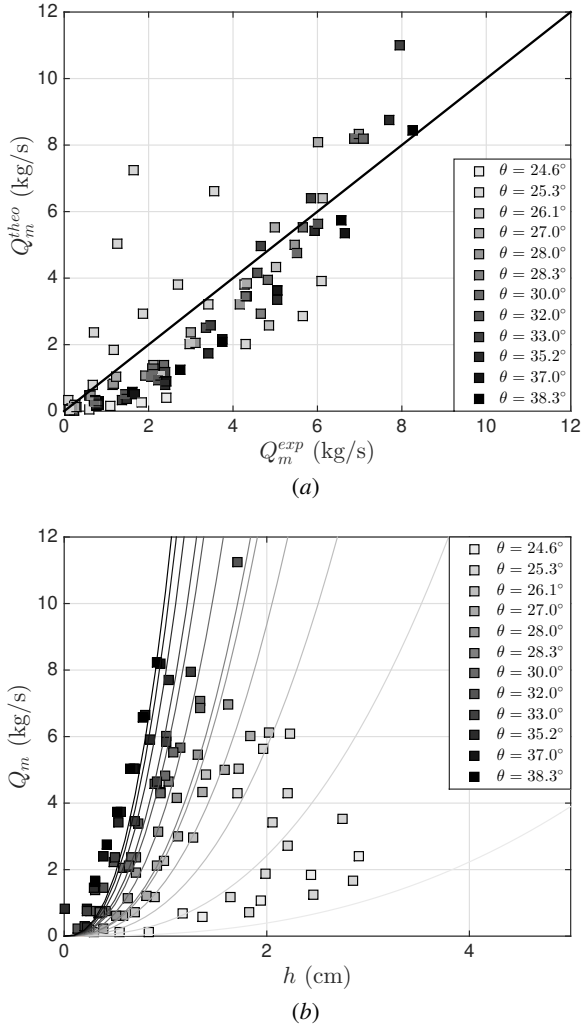 12
10
8
6
4
2
0
Q_m^{theo} (kg/s)
0 2 4 6 8 10 12
Q_m^{exp} (kg/s)
θ = 24.6°
θ = 25.3°
θ = 26.1°
θ = 27.0°
θ = 28.0°
θ = 28.3°
θ = 30.0°
θ = 32.0°
θ = 33.0°
θ = 35.2°
θ = 37.0°
θ = 38.3°
(a)
12
10
8
6
4
2
0
Q_m (kg/s)
0 2 4
h (cm)
θ = 24.6°
θ = 25.3°
θ = 26.1°
θ = 27.0°
θ = 28.0°
θ = 28.3°
θ = 30.0°
θ = 32.0°
θ = 33.0°
θ = 35.2°
θ = 37.0°
θ = 38.3°
(b)